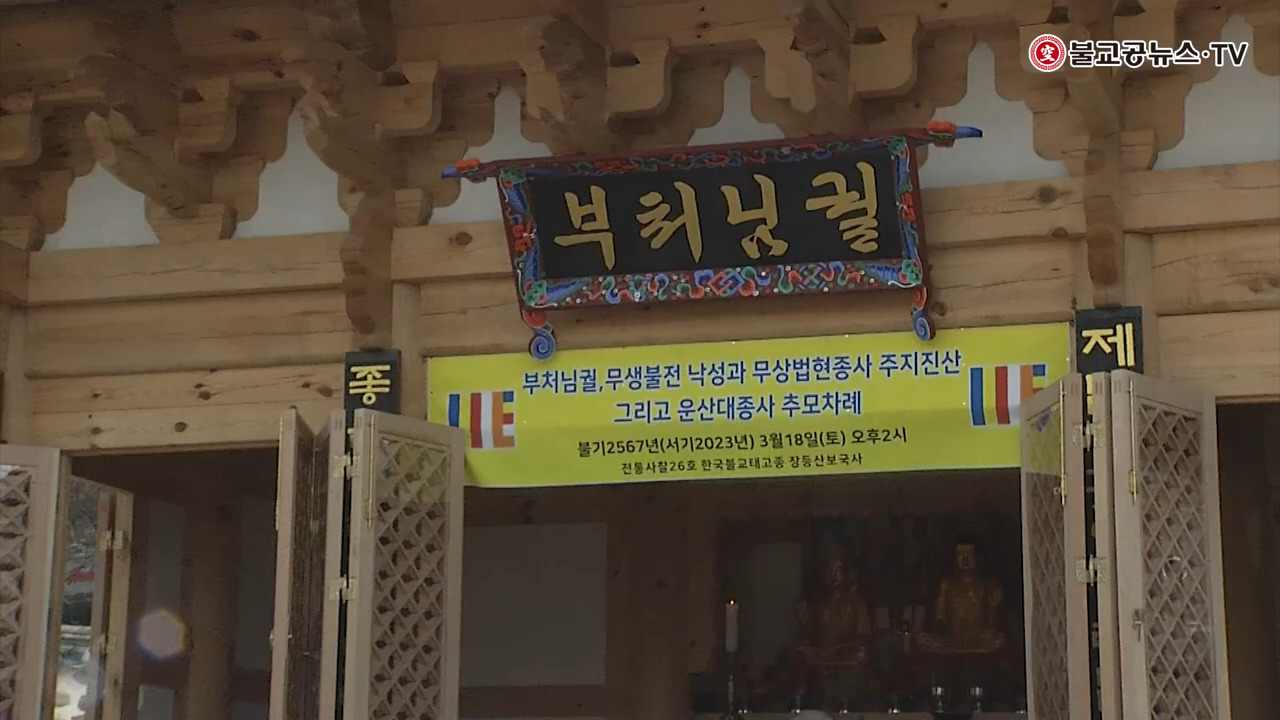 空 불교공뉴스·TV
부처님궐
종
제
부처님궐,무생불전 낙성과 무상법현종사 주지진산
그리고 운산대종사 추모차례
불기2567년(서기2023년) 3월18일(토) 오후2시
전통사찰26호 한국불교태고종 장등산보국사